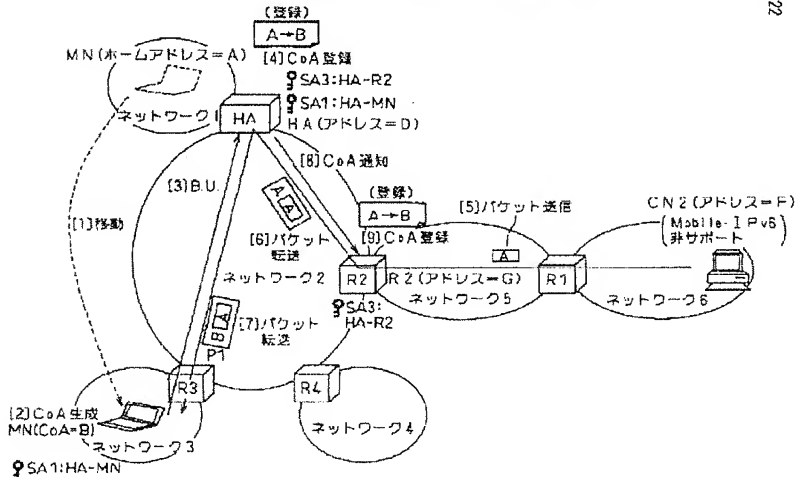 22
(登録)
A→B
[4]CoA登録
SA3:HA-R2
SA1:HA-MN
HA(アドレス=D)
MN(ホームアドレス=A)
ネットワーク1
HA
[1]移動
[3]B.U.
[8]CoA通知
A A
[6]パケット
転送
(登録)
A→B
[9]CoA登録
[5]パケット送信
A
CN2(アドレス=F)
(Mobile-IPv6
非サポート)
ネットワーク2
R2
R2(アドレス=G)
ネットワーク5
R1
ネットワーク6
SA3:
HA-R2
B A
[7]パケット
転送
P1
R3
R4
[2]CoA生成
MN(CoA=B)
ネットワーク3
ネットワーク4
SA1:HA-MN